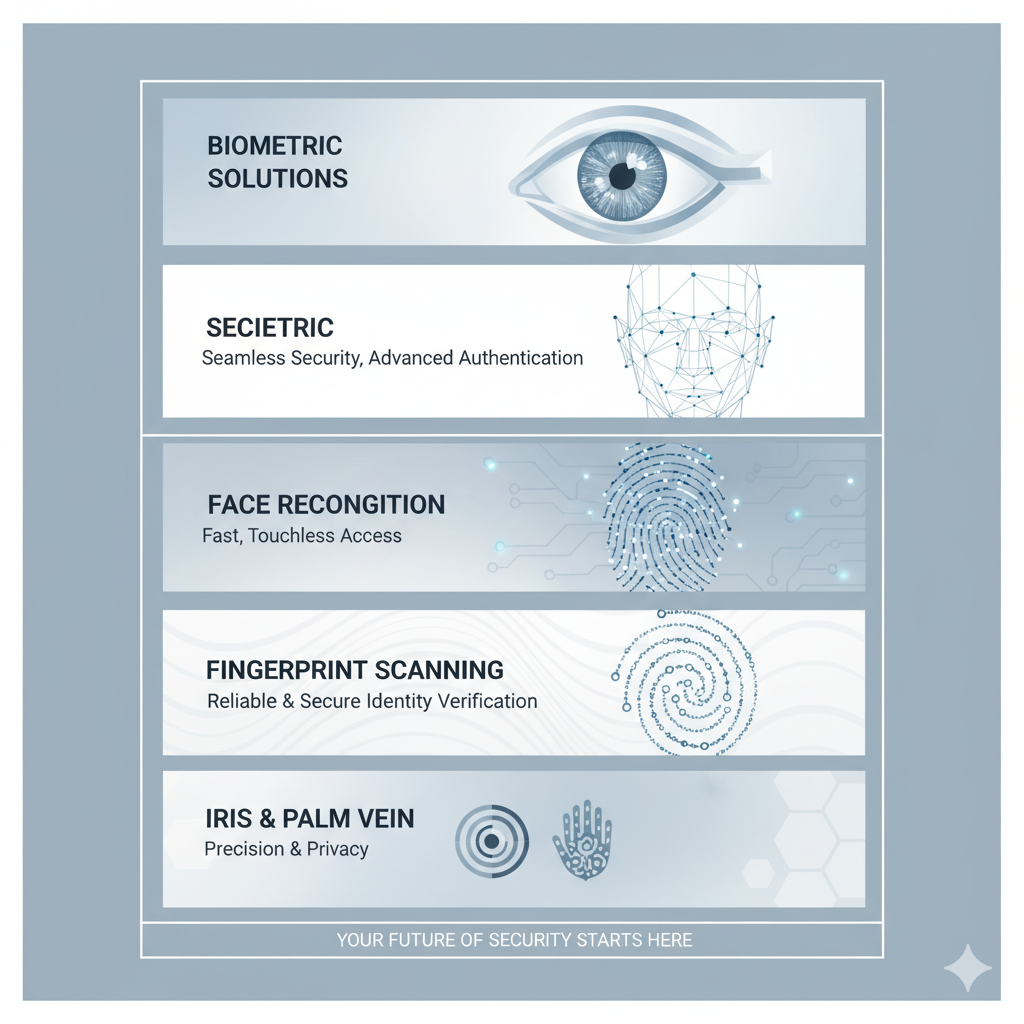 BIOMETRIC
SOLUTIONS
SECIETRIC
Seamless Security, Advanced Authentication
FACE RECONGITION
Fast, Touchless Access
FINGERPRINT SCANNING
Reliable & Secure Identity Verification
IRIS & PALM VEIN
Precision & Privacy
YOUR FUTURE OF SECURITY STARTS HERE